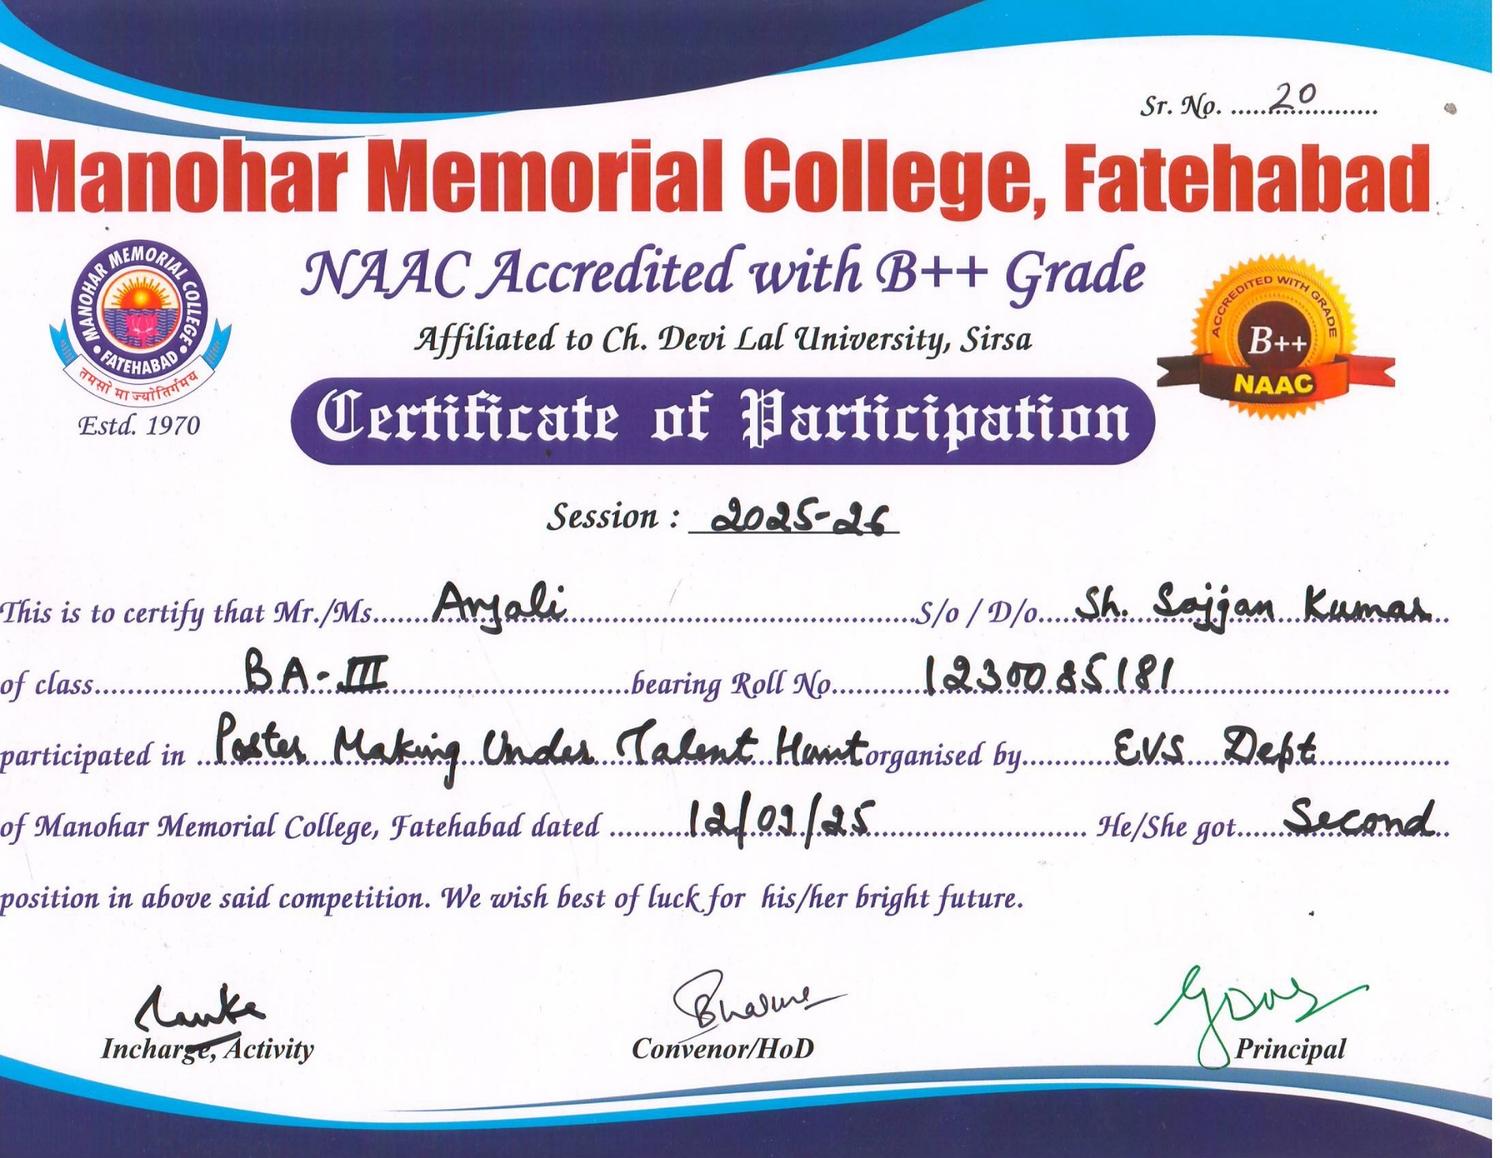 Sr. No. ......20......
Manohar Memorial College, Fatehabad
NAAC Accredited with B++ Grade
Affiliated to Ch. Devi Lal University, Sirsa
MANOHAR MEMORIAL COLLEGE
• FATEHABAD •
तमसो मा ज्योतिर्गमय
Estd. 1970
ACCREDITED WITH GRADE
B++
NAAC
Certificate of Participation
Session : 2025-26
This is to certify that Mr./Ms......Anjali......S/o / D/o.....Sh. Sajjan Kumar..
of class......BA-III......bearing Roll No......1230085181......
participated in ...Poster Making Under Talent Hunt organised by......EVS Dept......
of Manohar Memorial College, Fatehabad dated ......12/09/25...... He/She got.....Second..
position in above said competition. We wish best of luck for his/her bright future.
Incharge, Activity
Convenor/HoD
Principal